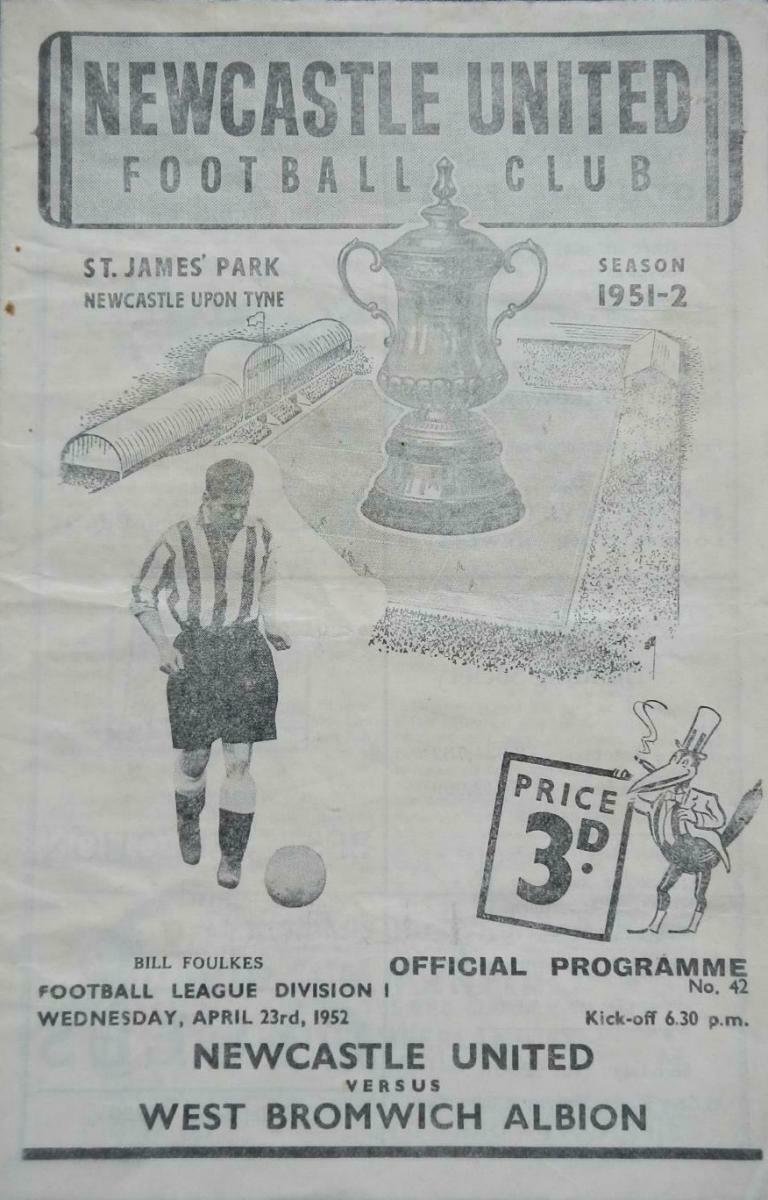 NEWCASTLE UNITED
FOOTBALL CLUB
ST. JAMES' PARK
NEWCASTLE UPON TYNE
SEASON
1951-2
PRICE
3D.
BILL FOULKES
OFFICIAL PROGRAMME
No. 42
FOOTBALL LEAGUE DIVISION I
WEDNESDAY, APRIL 23rd, 1952
Kick-off 6.30 p.m.
NEWCASTLE UNITED
VERSUS
WEST BROMWICH ALBION